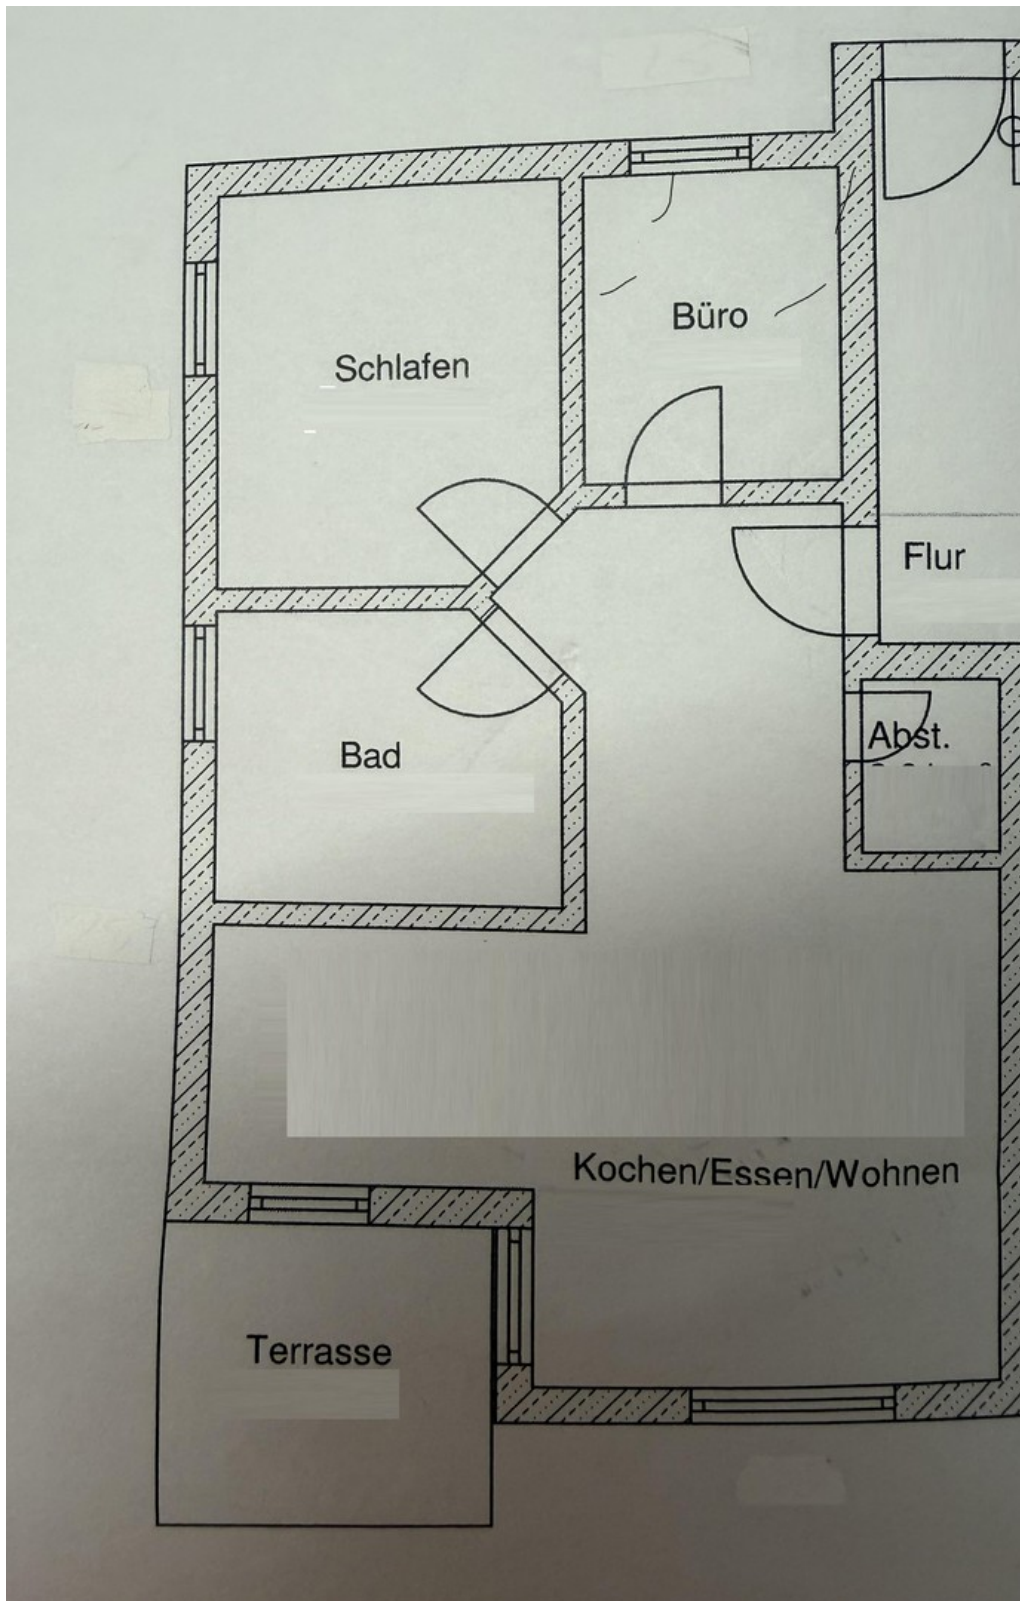 Büro
Schlafen
Flur
Abst.
Bad
Kochen/Essen/Wohnen
Terrasse